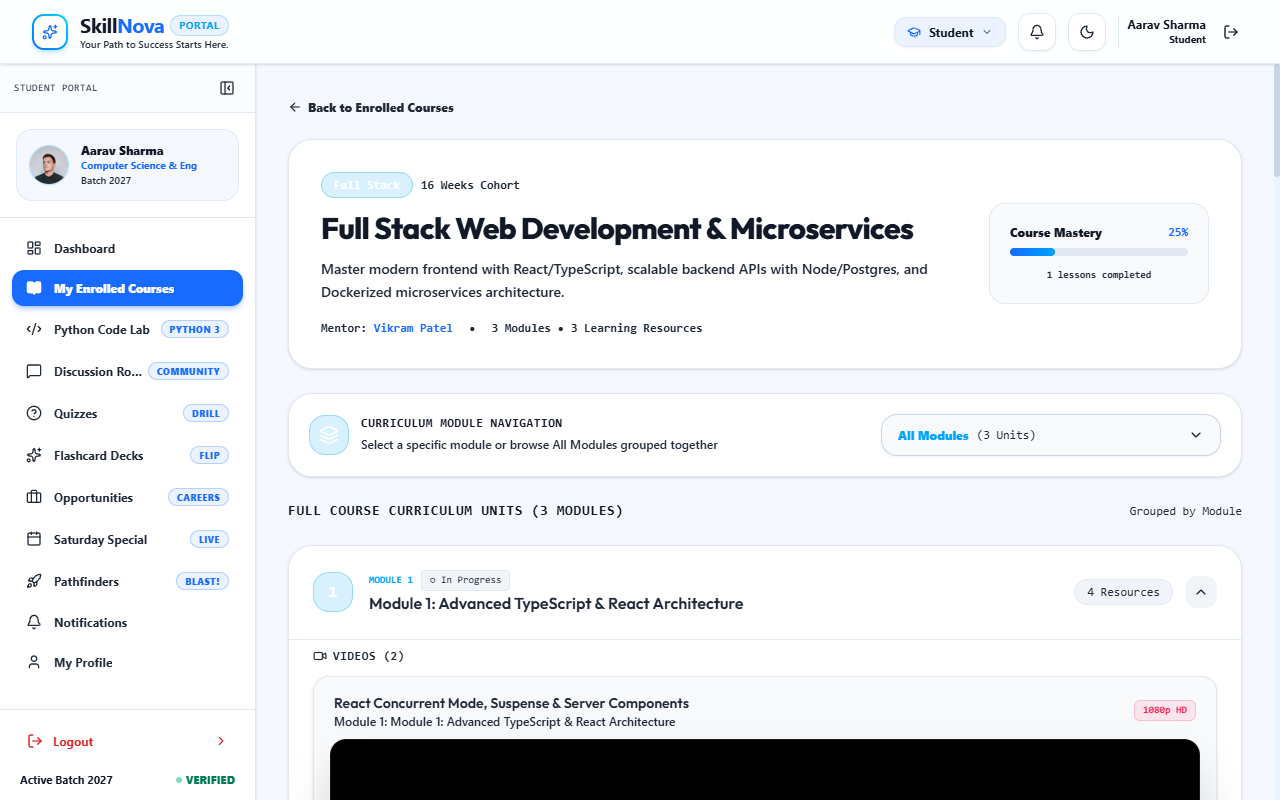 SkillNova PORTAL
Your Path to Success Starts Here.
Student
Aarav Sharma
Student
STUDENT PORTAL
Aarav Sharma
Computer Science & Eng
Batch 2027
Dashboard
My Enrolled Courses
Python Code Lab PYTHON 3
Discussion Ro... COMMUNITY
Quizzes DRILL
Flashcard Decks FLIP
Opportunities CAREERS
Saturday Special LIVE
Pathfinders BLAST!
Notifications
My Profile
Logout
Active Batch 2027 VERIFIED
Back to Enrolled Courses
Full Stack 16 Weeks Cohort
Full Stack Web Development & Microservices
Master modern frontend with React/TypeScript, scalable backend APIs with Node/Postgres, and
Dockerized microservices architecture.
Mentor: Vikram Patel • 3 Modules • 3 Learning Resources
Course Mastery 25%
1 lessons completed
CURRICULUM MODULE NAVIGATION
Select a specific module or browse All Modules grouped together
All Modules (3 Units)
FULL COURSE CURRICULUM UNITS (3 MODULES)
Grouped by Module
1
MODULE 1 ○ In Progress
Module 1: Advanced TypeScript & React Architecture
4 Resources
VIDEOS (2)
React Concurrent Mode, Suspense & Server Components
Module 1: Module 1: Advanced TypeScript & React Architecture
1080p HD